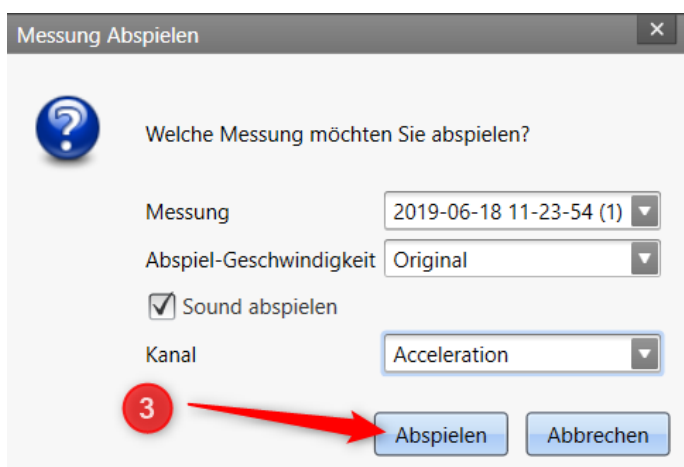 Messung Abspielen
Welche Messung möchten Sie abspielen?
Messung 2019-06-18 11-23-54 (1)
Abspiel-Geschwindigkeit Original
Sound abspielen
Kanal Acceleration
3
Abspielen Abbrechen